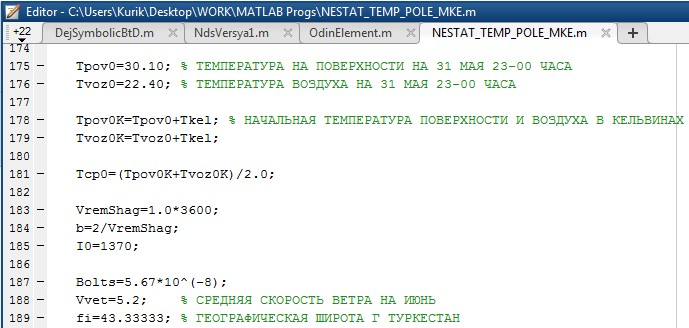 Editor - C:\Users\Kurik\Desktop\WORK\MATLAB Progs\NESTAT_TEMP_POLE_MKE.m
+22 DejSymbolicBtD.m NdsVersya1.m OdinElement.m NESTAT_TEMP_POLE_MKE.m +
174
175 - Tpov0=30.10; % ТЕМПЕРАТУРА НА ПОВЕРХНОСТИ НА 31 МАЯ 23-00 ЧАСА
176 - Tvoz0=22.40; % ТЕМПЕРАТУРА ВОЗДУХА НА 31 МАЯ 23-00 ЧАСА
177
178 - Tpov0K=Tpov0+Tkel; % НАЧАЛЬНАЯ ТЕМПЕРАТУРА ПОВЕРХНОСТИ И ВОЗДУХА В КЕЛЬВИНАХ
179 - Tvoz0K=Tvoz0+Tkel;
180
181 - Tcp0=(Tpov0K+Tvoz0K)/2.0;
182
183 - VremShag=1.0*3600;
184 - b=2/VremShag;
185 - I0=1370;
186
187 - Bolts=5.67*10^(-8);
188 - Vvet=5.2; % СРЕДНЯЯ СКОРОСТЬ ВЕТРА НА ИЮНЬ
189 - fi=43.33333; % ГЕОГРАФИЧЕСКАЯ ШИРОТА Г ТУРКЕСТАН